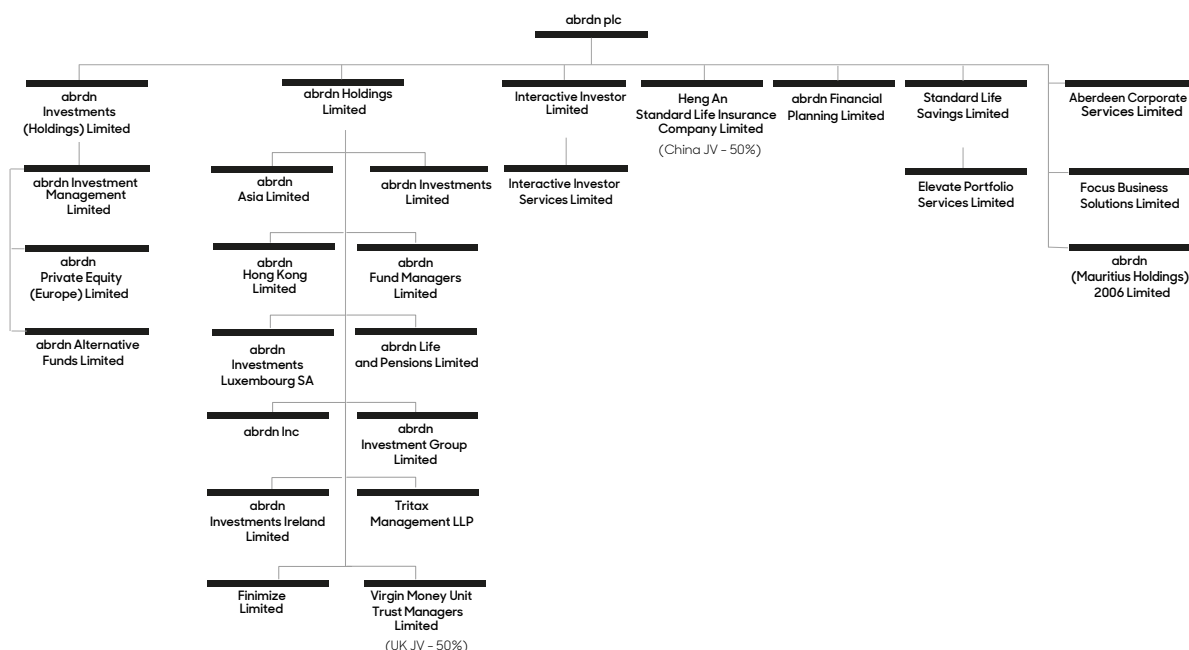 abrdn plc
abrdn
Investments
(Holdings) Limited
abrdn Holdings
Limited
Interactive Investor
Limited
Heng An
Standard Life Insurance
Company Limited
(China JV - 50%)
abrdn Financial
Planning Limited
Standard Life
Savings Limited
Aberdeen Corporate
Services Limited
abrdn Investment
Management
Limited
abrdn
Asia Limited
abrdn Investments
Limited
Interactive Investor
Services Limited
Elevate Portfolio
Services Limited
Focus Business
Solutions Limited
abrdn
Private Equity
(Europe) Limited
abrdn
Hong Kong
Limited
abrdn
Fund Managers
Limited
abrdn
(Mauritius Holdings)
2006 Limited
abrdn Alternative
Funds Limited
abrdn
Investments
Luxembourg SA
abrdn Life
and Pensions Limited
abrdn Inc
abrdn
Investment Group
Limited
abrdn
Investments Ireland
Limited
Tritax
Management LLP
Finimize
Limited
Virgin Money Unit
Trust Managers
Limited
(UK JV - 50%)